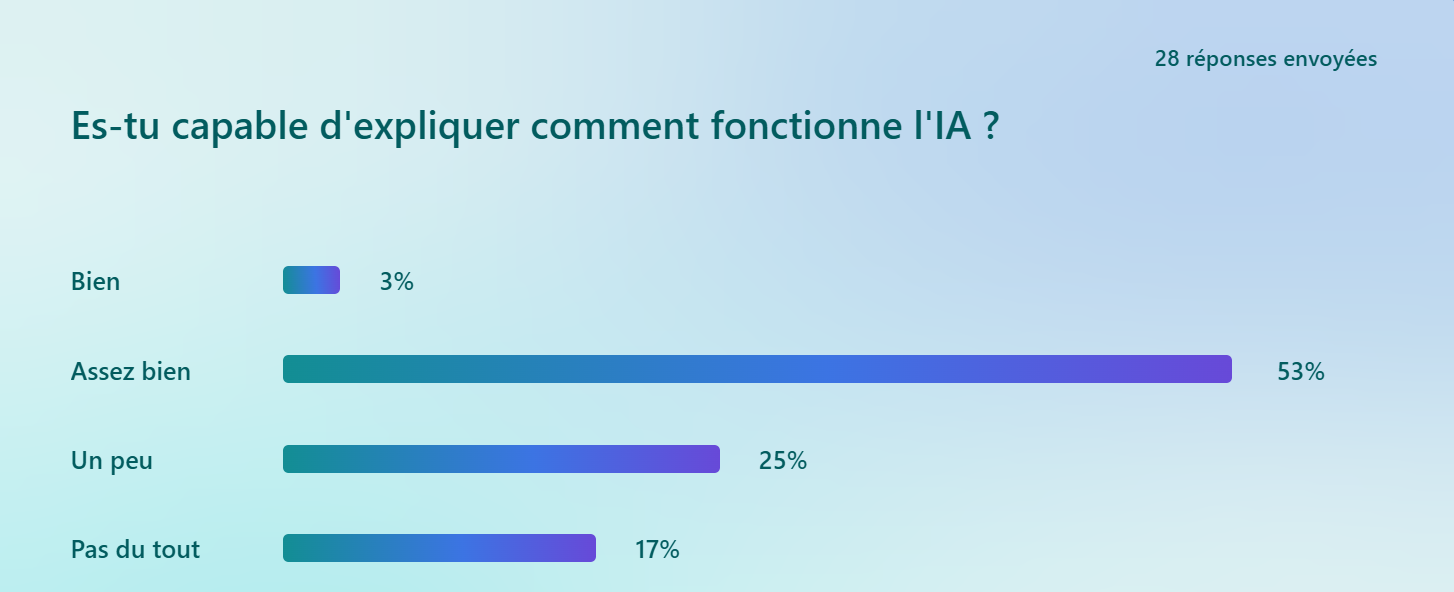 28 réponses envoyées
Es-tu capable d'expliquer comment fonctionne l'IA ?
Bien 3%
Assez bien 53%
Un peu 25%
Pas du tout 17%